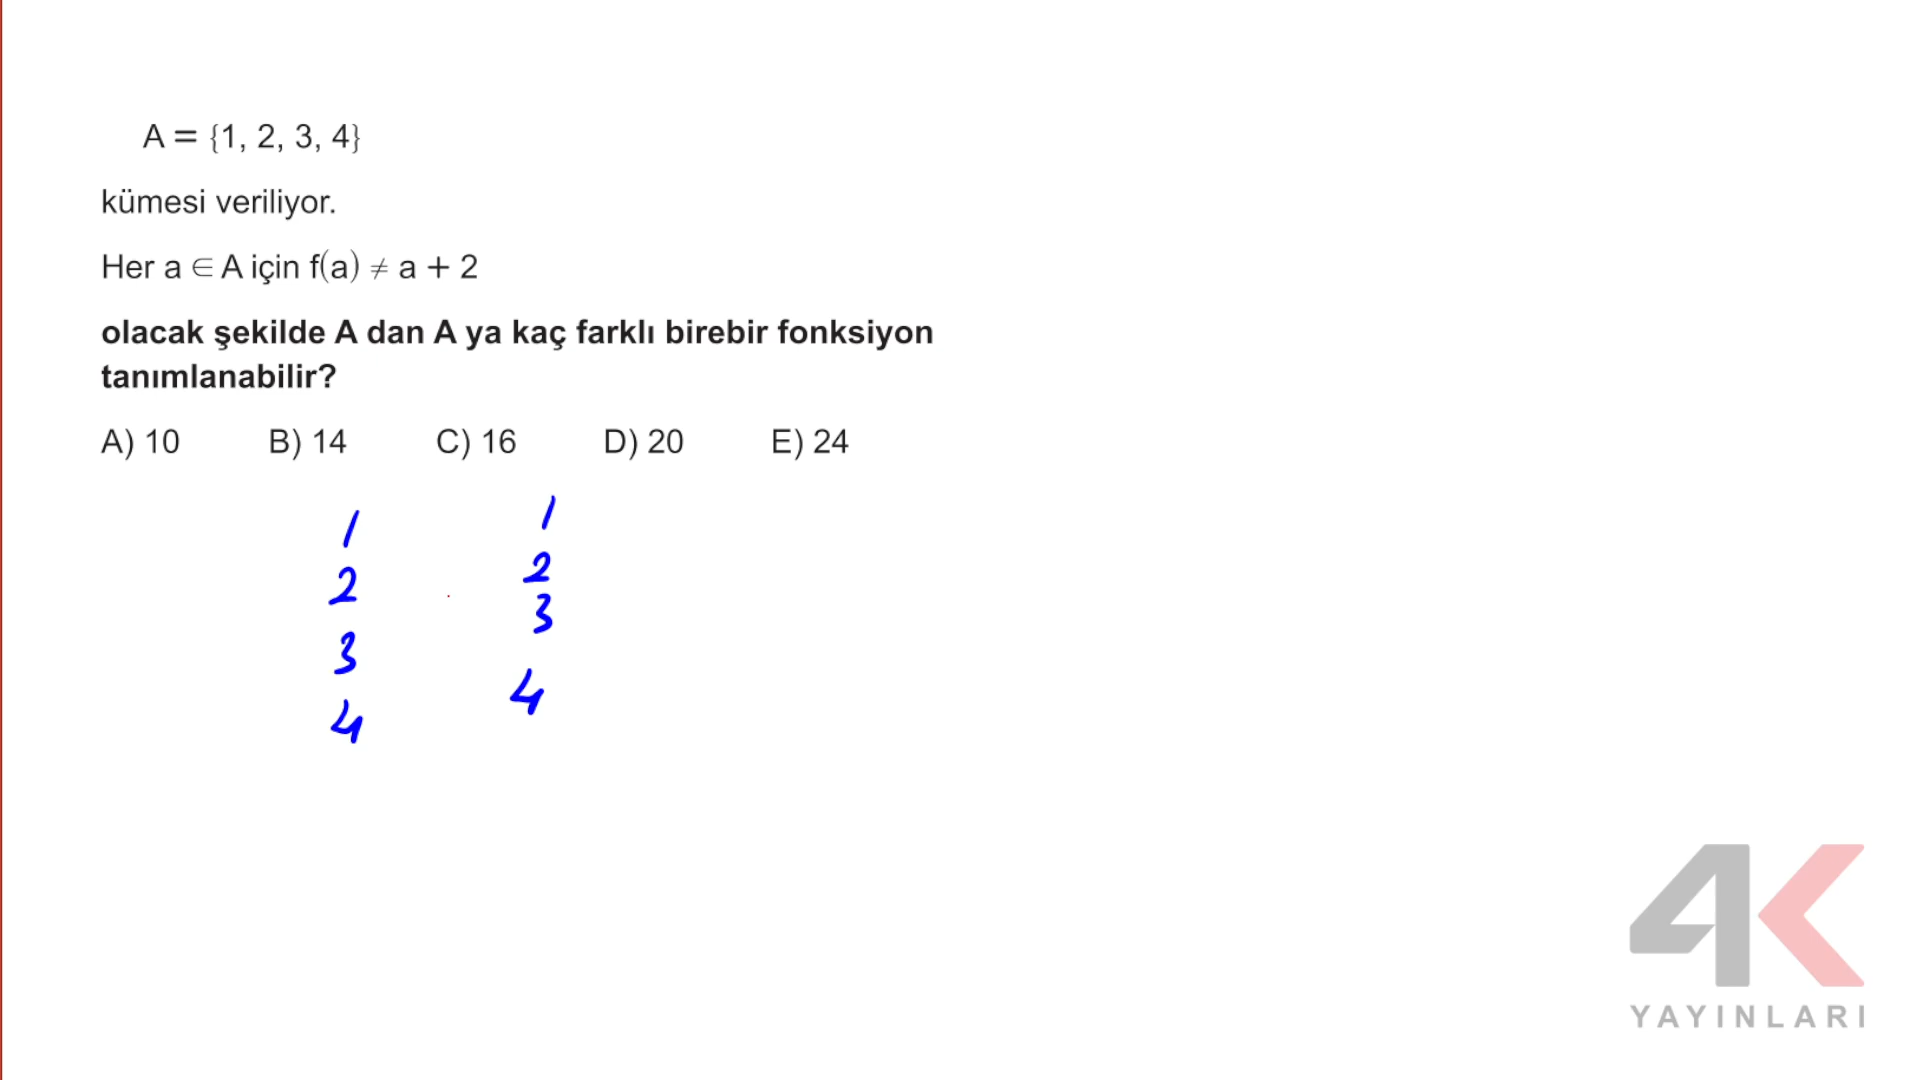 A = {1, 2, 3, 4}
kümesi veriliyor.
Her a ∈ A için f(a) ≠ a + 2
olacak şekilde A dan A ya kaç farklı birebir fonksiyon
tanımlanabilir?
A) 10 B) 14 C) 16 D) 20 E) 24
1 1
2 2
3 3
4 4
4K
YAYINLARI